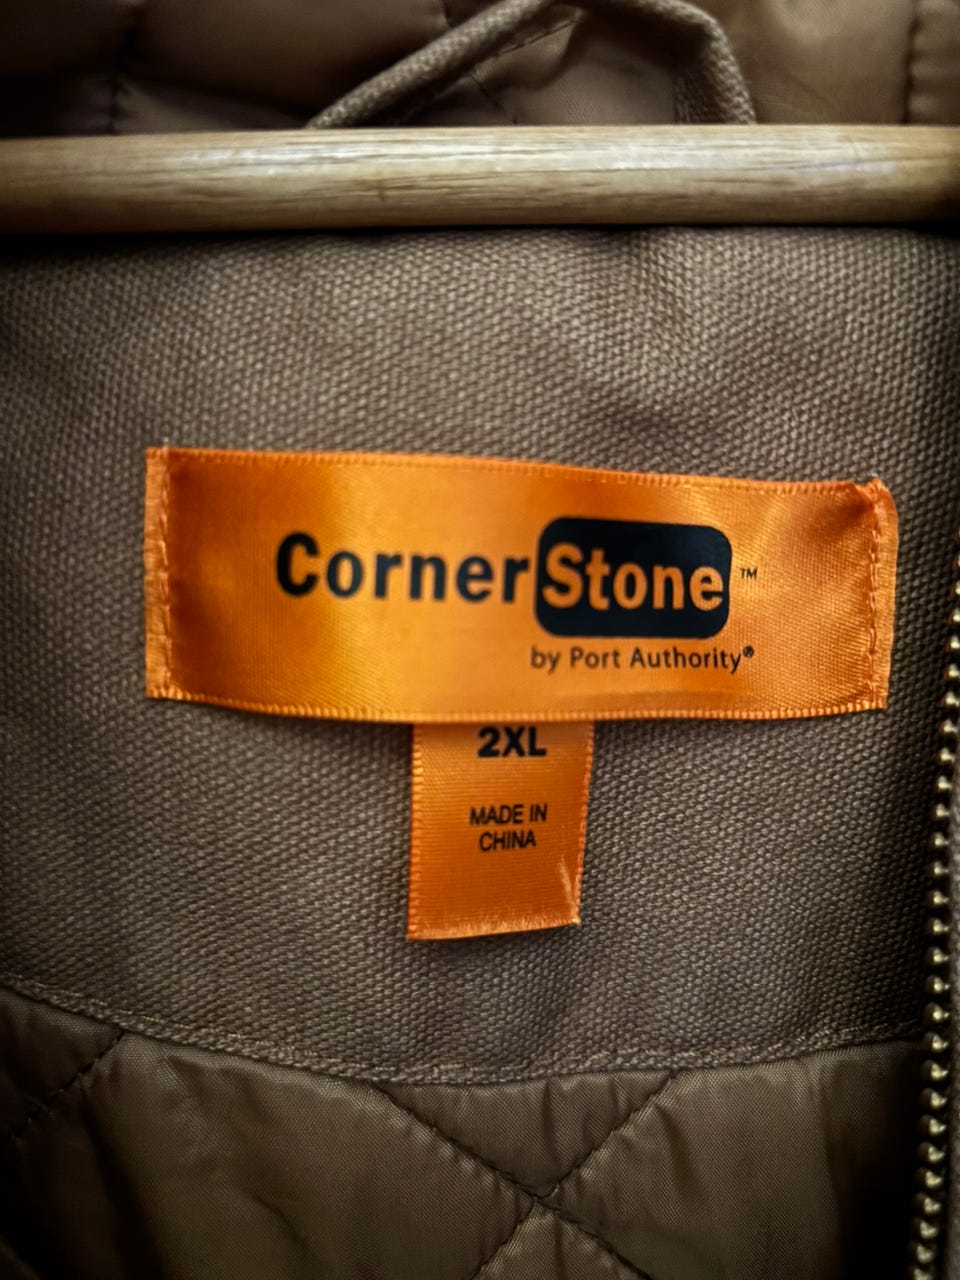 CornerStone™
by Port Authority®
2XL
MADE IN
CHINA